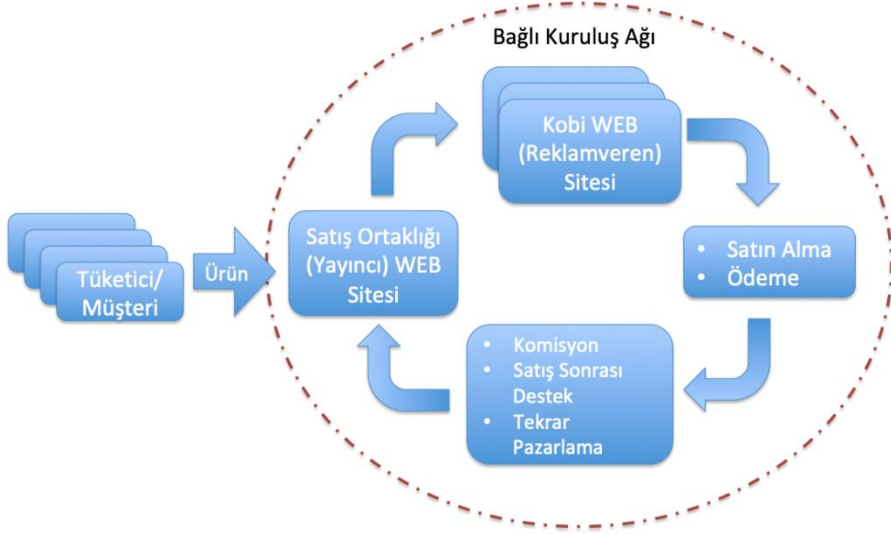 Bağlı Kuruluş Ağı
Kobi WEB
(Reklamveren)
Sitesi
Satış Ortaklığı
(Yayıncı) WEB
Sitesi
Tüketici/
Müşteri
Ürün
• Satın Alma
• Ödeme
• Komisyon
• Satış Sonrası
Destek
• Tekrar
Pazarlama